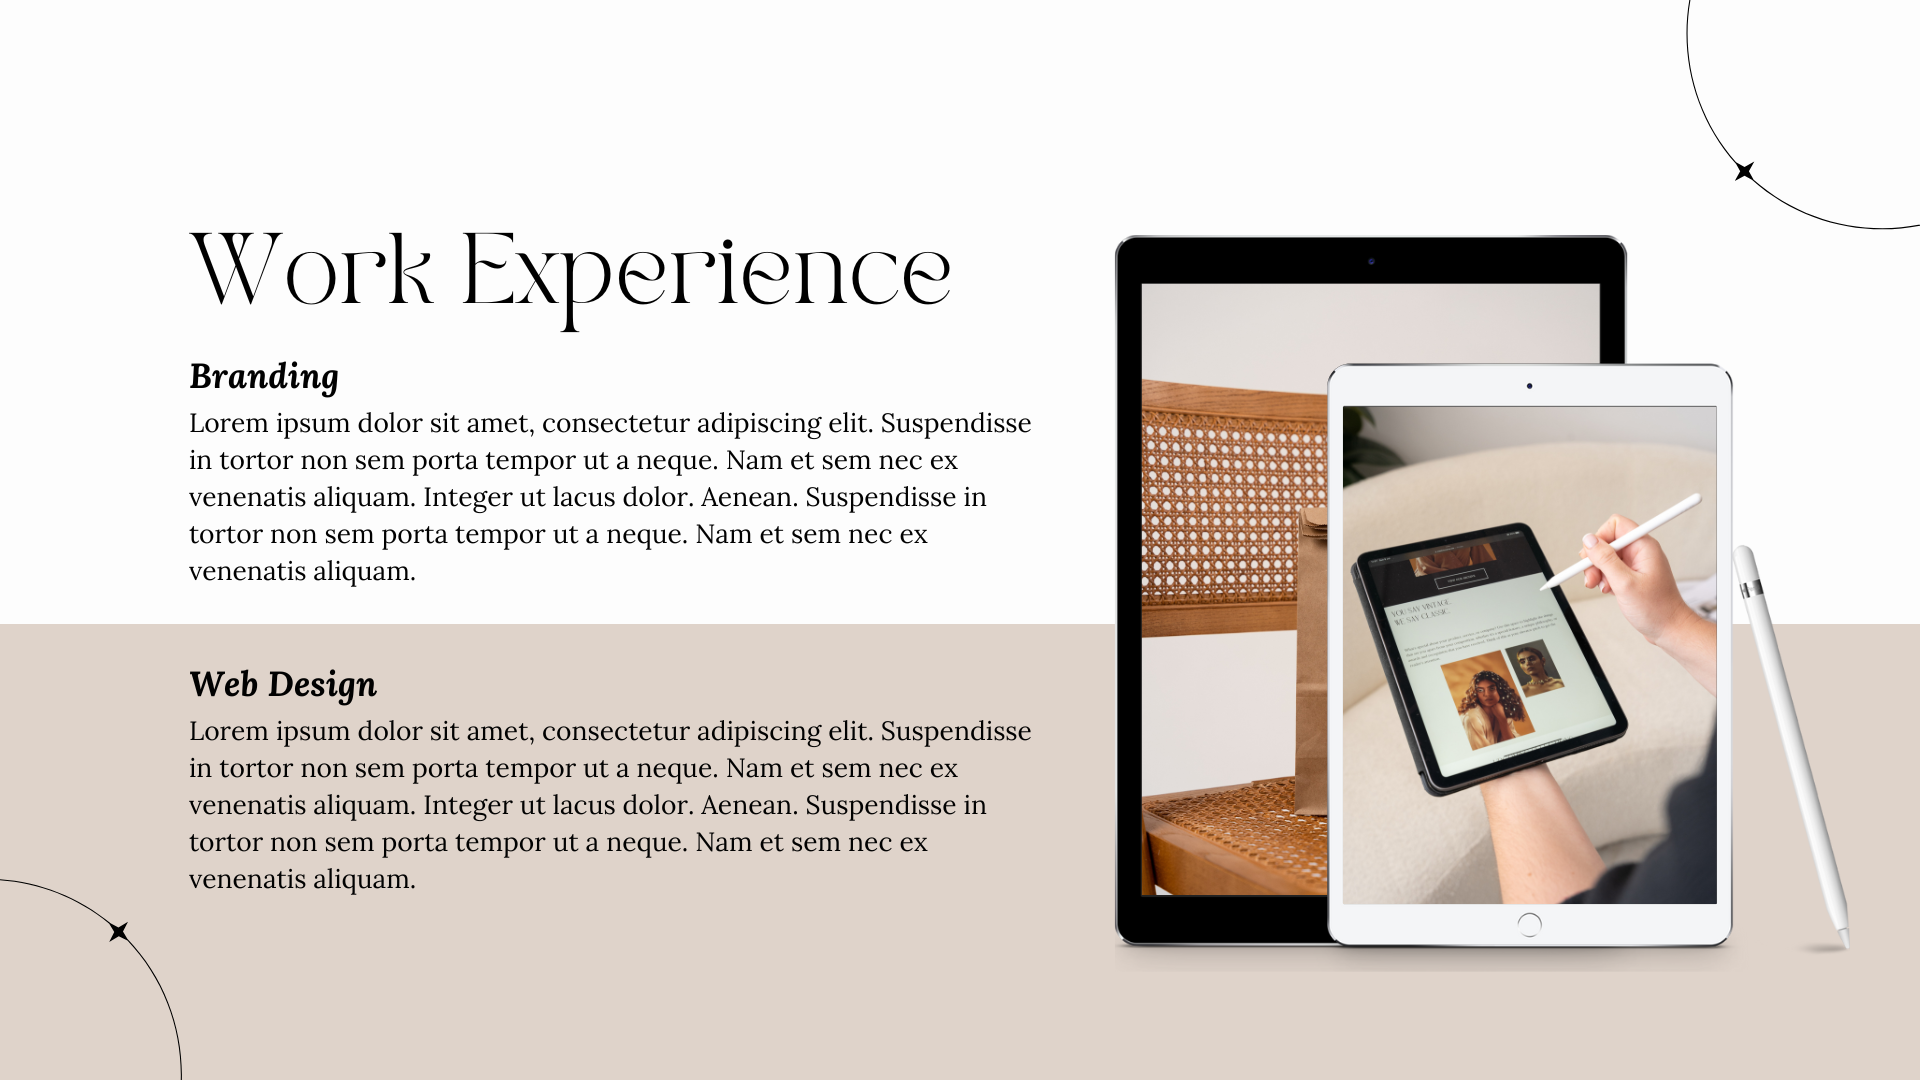 Work Experience
Branding
Lorem ipsum dolor sit amet, consectetur adipiscing elit. Suspendisse
in tortor non sem porta tempor ut a neque. Nam et sem nec ex
venenatis aliquam. Integer ut lacus dolor. Aenean. Suspendisse in
tortor non sem porta tempor ut a neque. Nam et sem nec ex
venenatis aliquam.
Web Design
Lorem ipsum dolor sit amet, consectetur adipiscing elit. Suspendisse
in tortor non sem porta tempor ut a neque. Nam et sem nec ex
venenatis aliquam. Integer ut lacus dolor. Aenean. Suspendisse in
tortor non sem porta tempor ut a neque. Nam et sem nec ex
venenatis aliquam.
YOU SAY VINTAGE,
WE SAY CLASSIC.